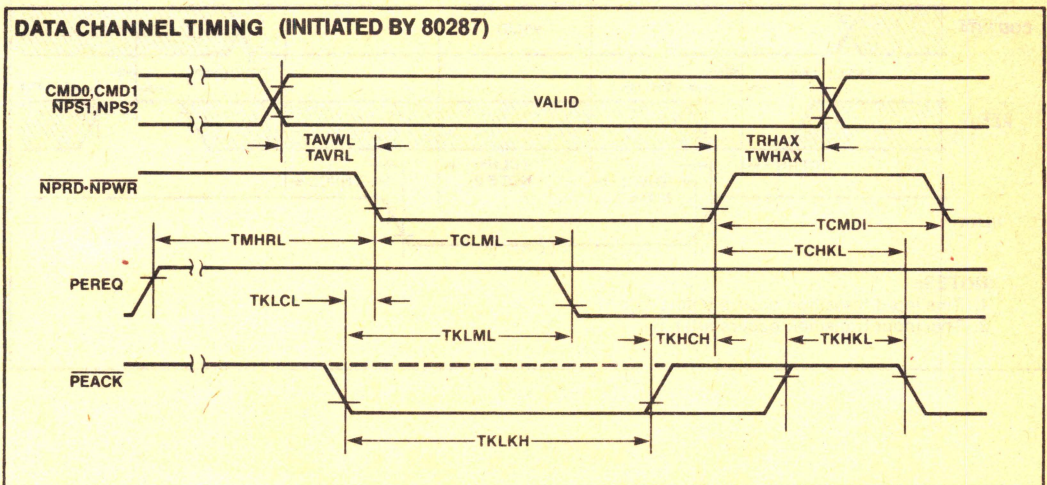 DATA CHANNEL TIMING (INITIATED BY 80287)
CMD0,CMD1
NPS1,NPS2
VALID
TAVWL
TAVRL
TRHAX
TWHAX
NPRD·NPWR
TCMDI
TMHRL
TCLML
TCHKL
PEREQ
TKLCL
TKLML
TKHCH
TKHKL
PEACK
TKLKH